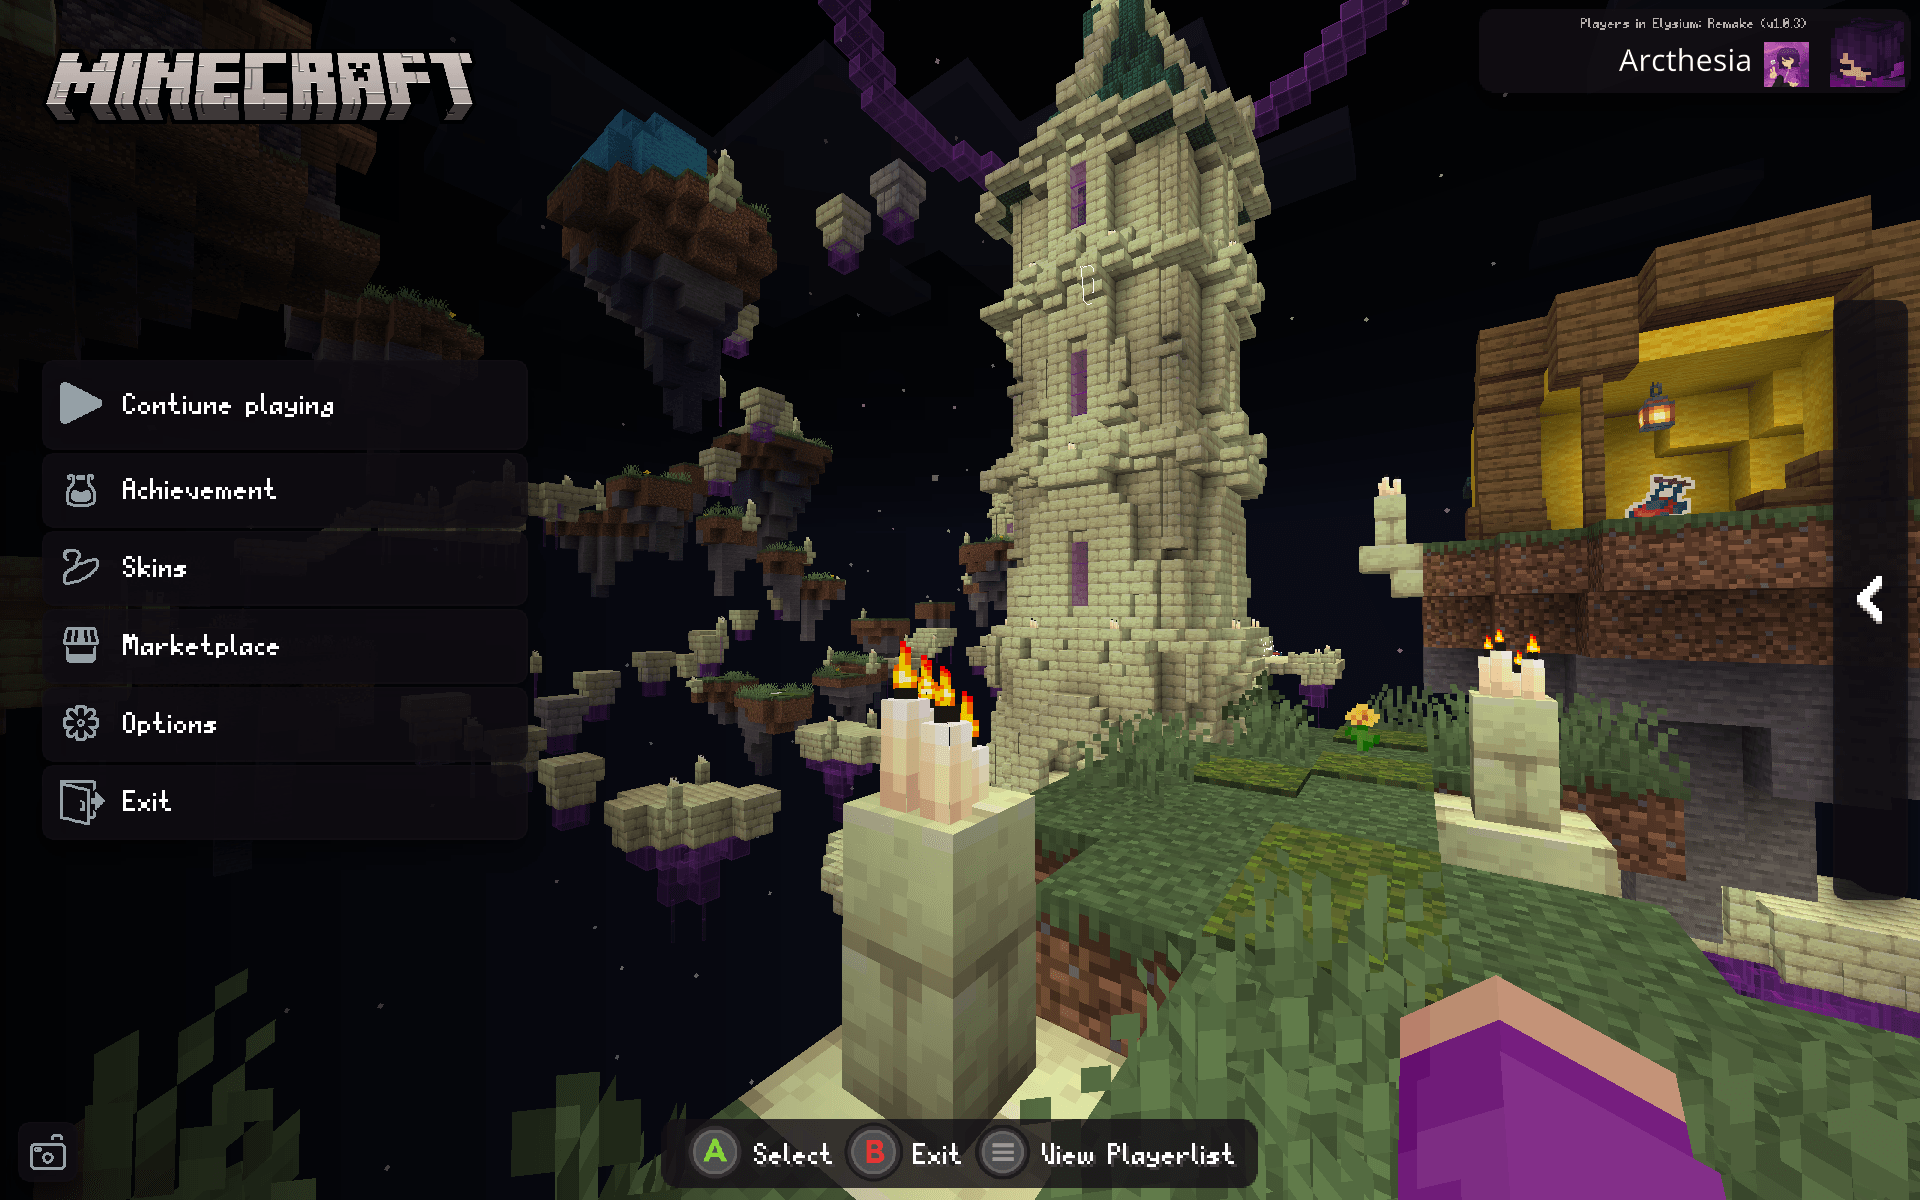 MINECRAFT
Players in Elysium: Remake (v1.0.3)
Arcthesia
Contiune playing
Achievement
Skins
Marketplace
Options
Exit
A Select B Exit View Playerlist